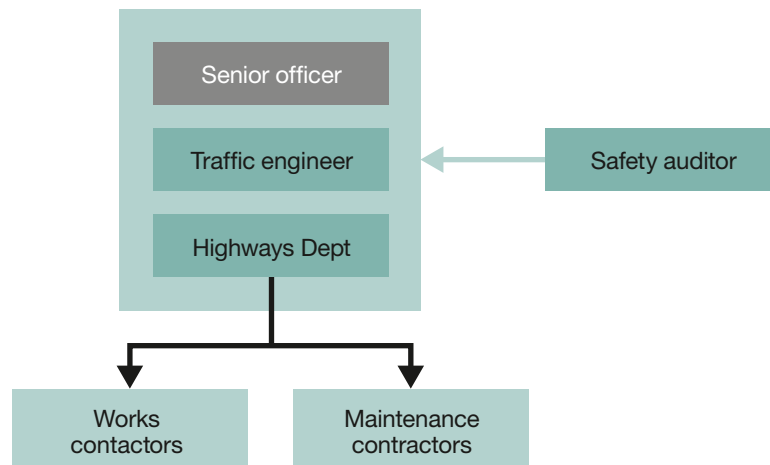 Senior officer
Traffic engineer
Safety auditor
Highways Dept
Works
contactors
Maintenance
contractors